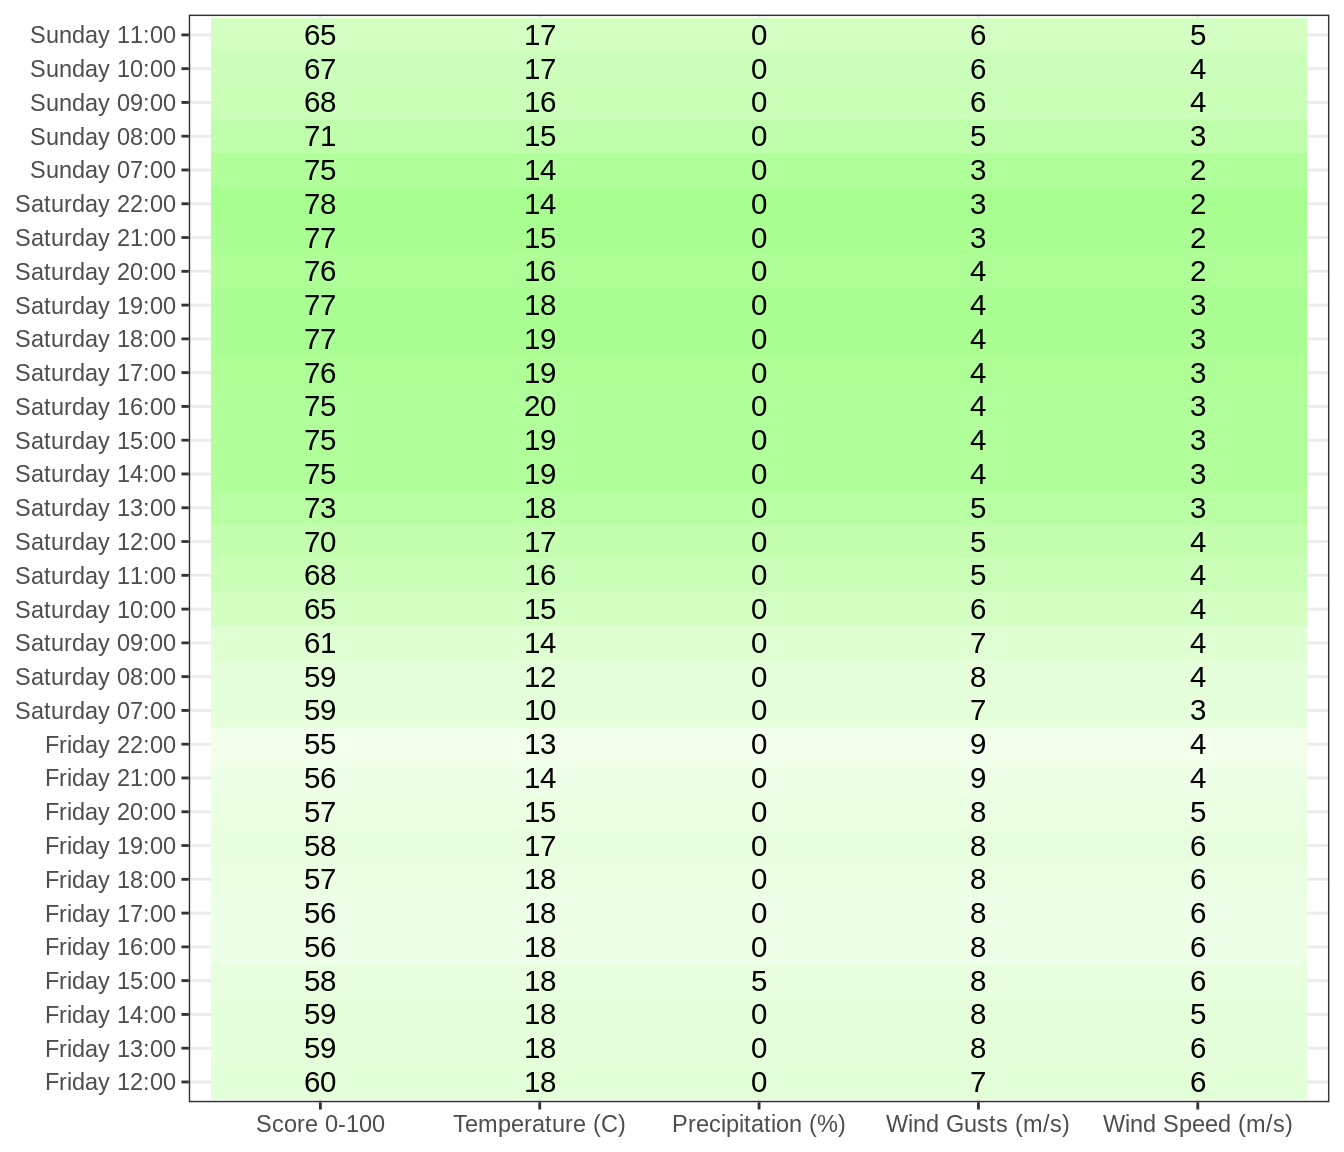 Sunday 11:00 65 17 0 6 5
Sunday 10:00 67 17 0 6 4
Sunday 09:00 68 16 0 6 4
Sunday 08:00 71 15 0 5 3
Sunday 07:00 75 14 0 3 2
Saturday 22:00 78 14 0 3 2
Saturday 21:00 77 15 0 3 2
Saturday 20:00 76 16 0 4 2
Saturday 19:00 77 18 0 4 3
Saturday 18:00 77 19 0 4 3
Saturday 17:00 76 19 0 4 3
Saturday 16:00 75 20 0 4 3
Saturday 15:00 75 19 0 4 3
Saturday 14:00 75 19 0 4 3
Saturday 13:00 73 18 0 5 3
Saturday 12:00 70 17 0 5 4
Saturday 11:00 68 16 0 5 4
Saturday 10:00 65 15 0 6 4
Saturday 09:00 61 14 0 7 4
Saturday 08:00 59 12 0 8 4
Saturday 07:00 59 10 0 7 3
Friday 22:00 55 13 0 9 4
Friday 21:00 56 14 0 9 4
Friday 20:00 57 15 0 8 5
Friday 19:00 58 17 0 8 6
Friday 18:00 57 18 0 8 6
Friday 17:00 56 18 0 8 6
Friday 16:00 56 18 0 8 6
Friday 15:00 58 18 5 8 6
Friday 14:00 59 18 0 8 5
Friday 13:00 59 18 0 8 6
Friday 12:00 60 18 0 7 6
Score 0-100 Temperature (C) Precipitation (%) Wind Gusts (m/s) Wind Speed (m/s)